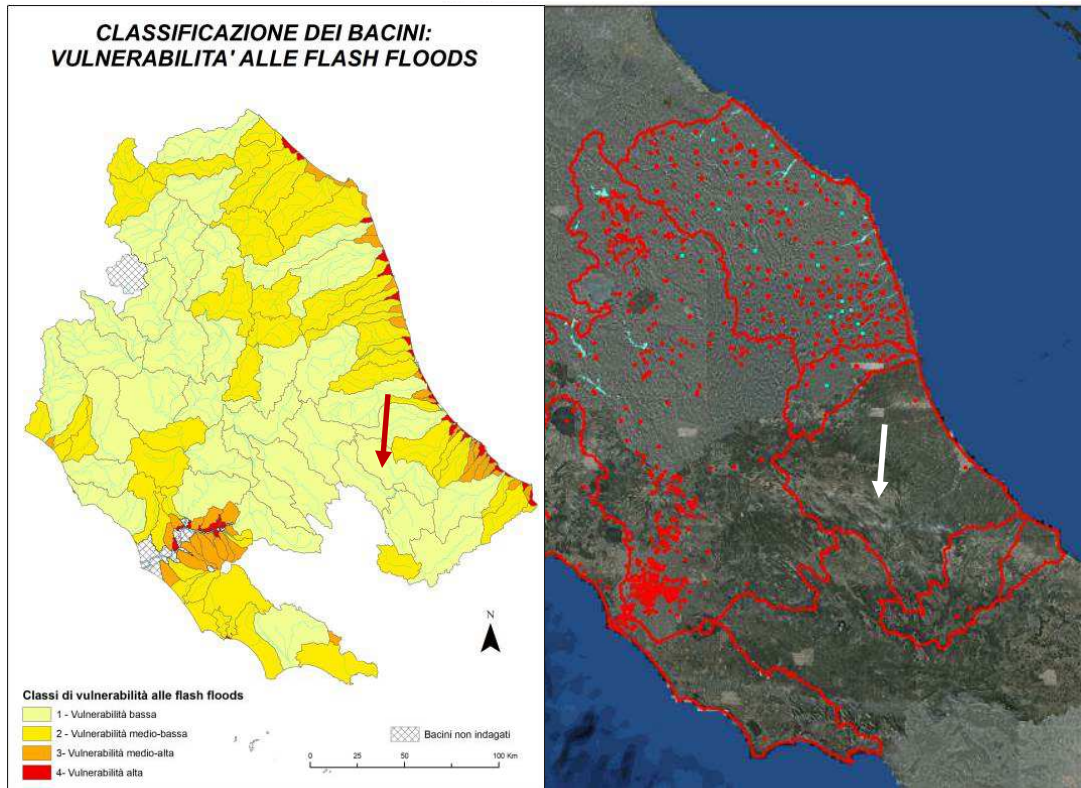 CLASSIFICAZIONE DEI BACINI:
VULNERABILITA' ALLE FLASH FLOODS
N
Classi di vulnerabilità alle flash floods
1 - Vulnerabilità bassa
2 - Vulnerabilità medio-bassa
3- Vulnerabilità medio-alta
4- Vulnerabilità alta
Bacini non indagati
0 25 50 100 Km